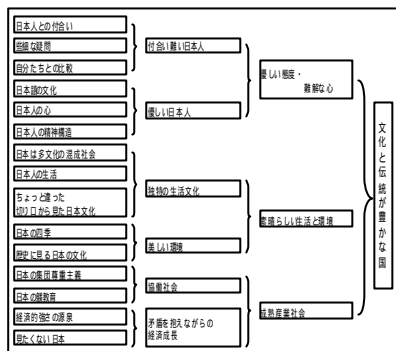 日本人との付合い
些細な疑問
自分たちとの比較
日本語の文化
日本人の心
日本人の精神構造
日本は多文化の混成社会
日本人の生活
ちょっと違った
切り口から見た日本文化
日本の四季
歴史に見る日本の文化
日本の集団尊重主義
日本の躾教育
経済的強さの源泉
見たくない日本
付合い難い日本人
優しい日本人
独特の生活文化
美しい環境
協働社会
矛盾を抱えながらの
経済成長
優しい態度・
難解な心
素晴らしい生活と環境
成熟産業社会
文化と伝統が豊かな国